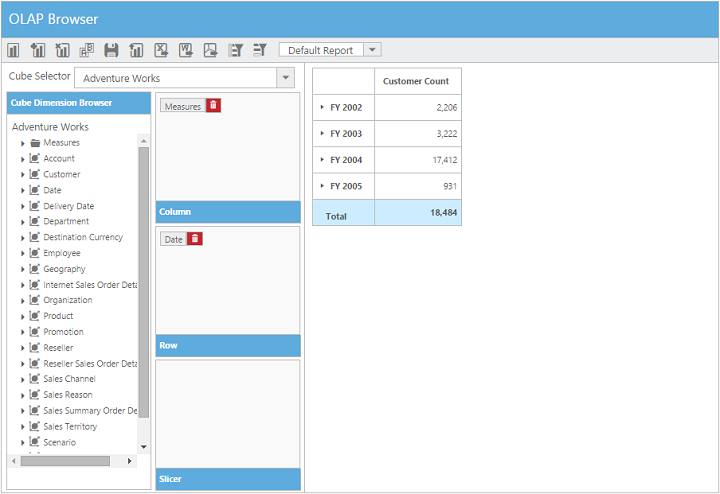 OLAP Browser
Default Report
Cube Selector Adventure Works
Cube Dimension Browser
Adventure Works
Measures
Account
Customer
Date
Delivery Date
Department
Destination Currency
Employee
Geography
Internet Sales Order Deta
Organization
Product
Promotion
Reseller
Reseller Sales Order Deta
Sales Channel
Sales Reason
Sales Summary Order De
Sales Territory
Scenario
Measures
Column
Date
Row
Slicer
Customer Count
FY 2002 2,206
FY 2003 3,222
FY 2004 17,412
FY 2005 931
Total 18,484